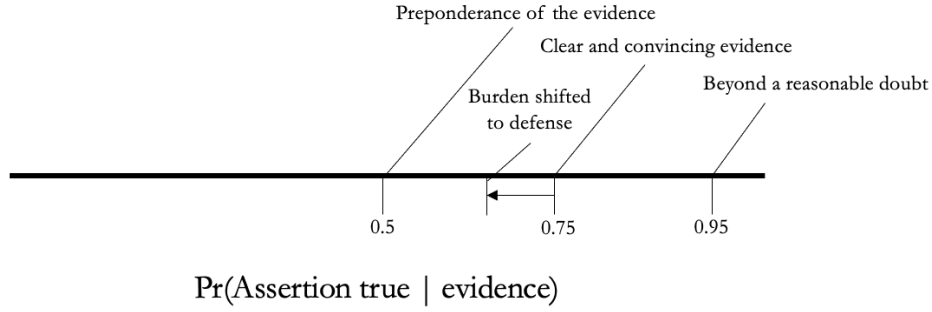 Preponderance of the evidence
Clear and convincing evidence
Beyond a reasonable doubt
Burden shifted
to defense
0.5
0.75
0.95
Pr(Assertion true | evidence)